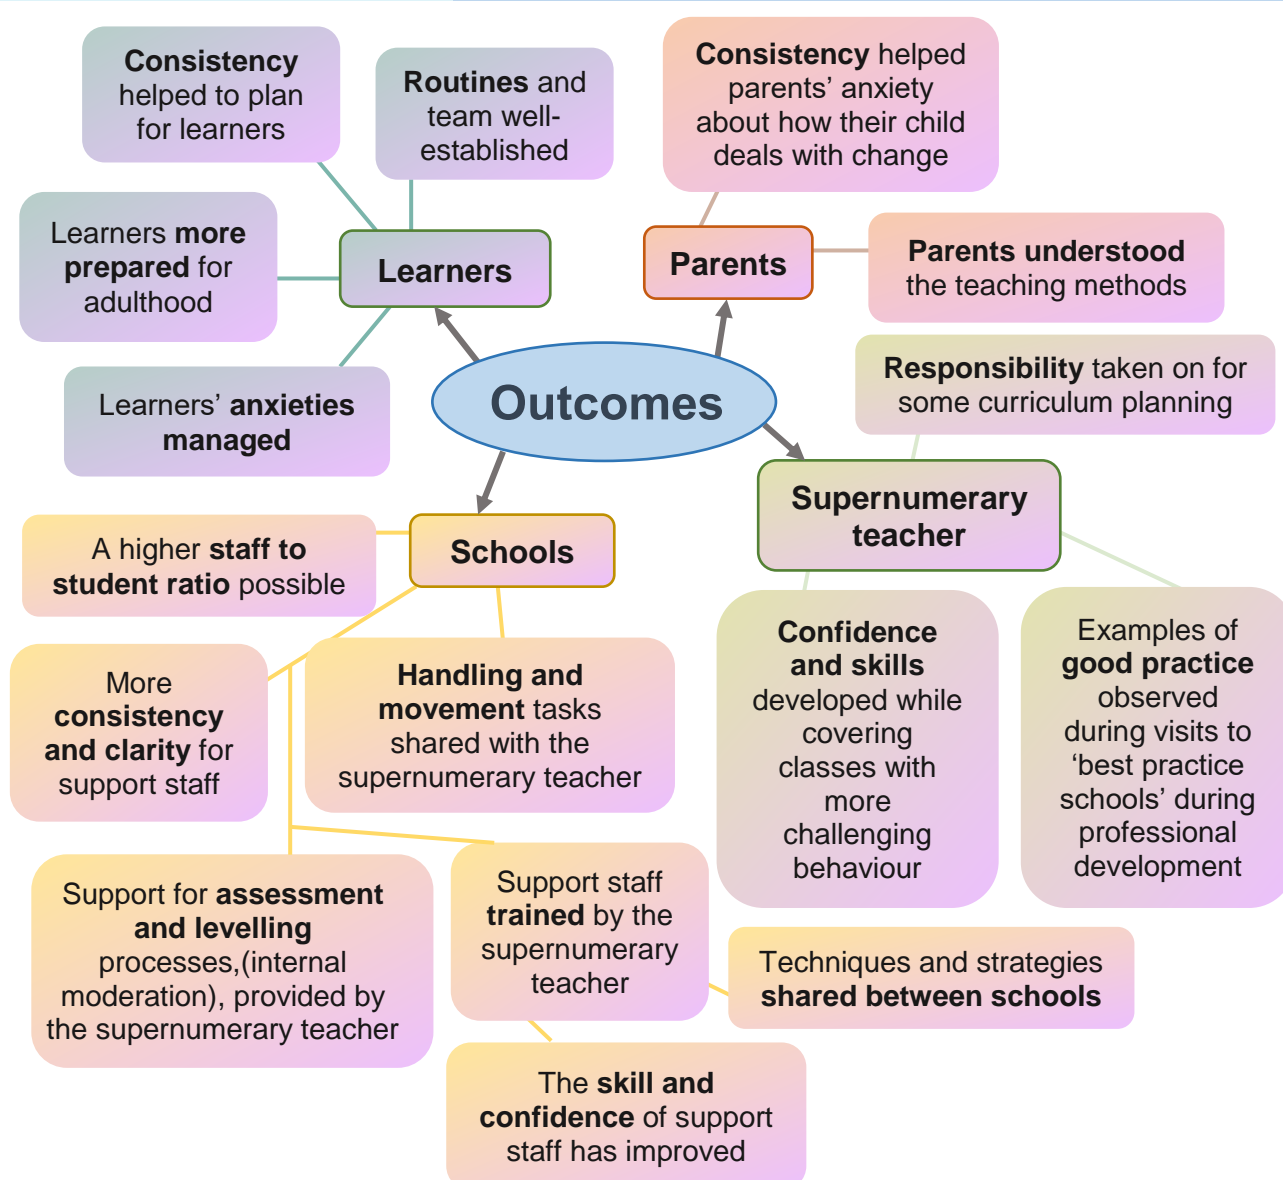 Consistency
helped to plan
for learners
Routines and
team well-
established
Consistency helped
parents’ anxiety
about how their child
deals with change
Learners more
prepared for
adulthood
Learners
Parents
Parents understood
the teaching methods
Learners’ anxieties
managed
Outcomes
Responsibility taken on for
some curriculum planning
Supernumerary
teacher
A higher staff to
student ratio possible
Schools
More
consistency
and clarity for
support staff
Handling and
movement tasks
shared with the
supernumerary teacher
Confidence
and skills
developed while
covering
classes with
more
challenging
behaviour
Examples of
good practice
observed
during visits to
‘best practice
schools’ during
professional
development
Support for assessment
and levelling
processes,(internal
moderation), provided by
the supernumerary teacher
Support staff
trained by the
supernumerary
teacher
Techniques and strategies
shared between schools
The skill and
confidence of support
staff has improved